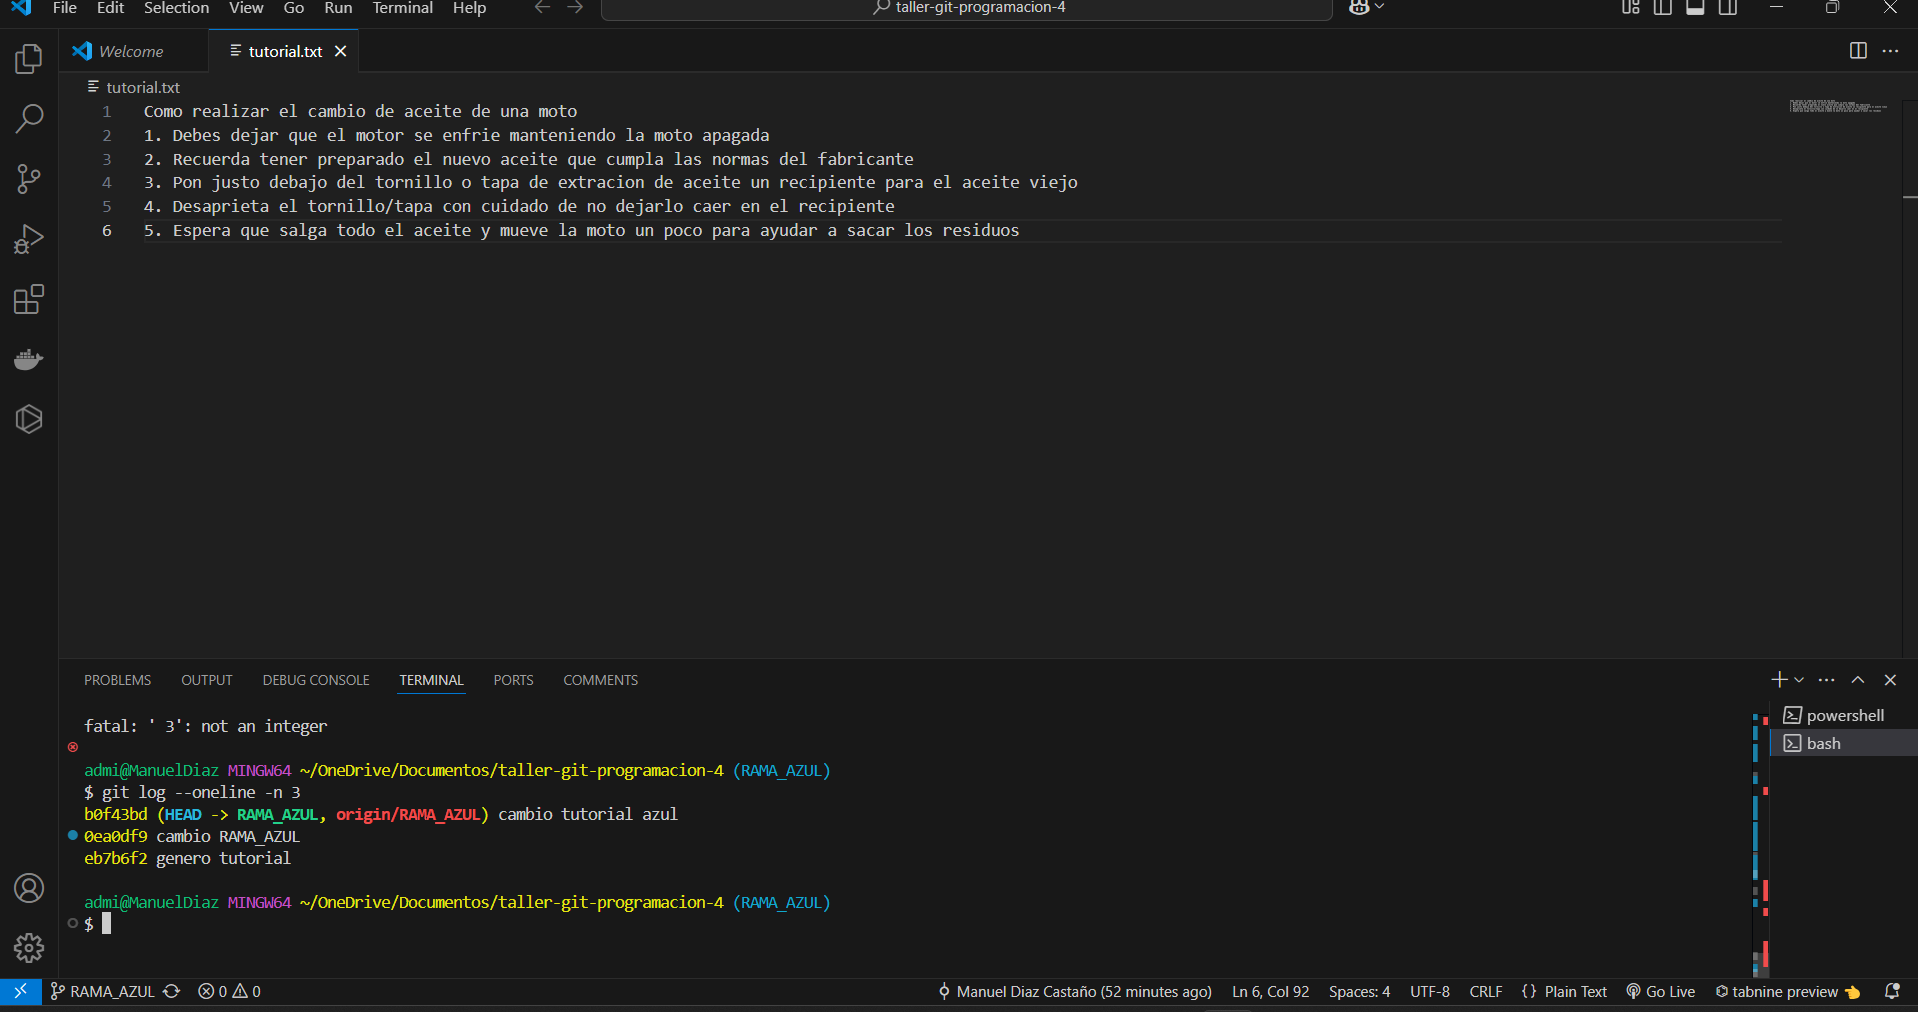 File Edit Selection View Go Run Terminal Help
taller-git-programacion-4
Welcome
tutorial.txt
tutorial.txt
1 Como realizar el cambio de aceite de una moto
2 1. Debes dejar que el motor se enfrie manteniendo la moto apagada
3 2. Recuerda tener preparado el nuevo aceite que cumpla las normas del fabricante
4 3. Pon justo debajo del tornillo o tapa de extracion de aceite un recipiente para el aceite viejo
5 4. Desaprieta el tornillo/tapa con cuidado de no dejarlo caer en el recipiente
6 5. Espera que salga todo el aceite y mueve la moto un poco para ayudar a sacar los residuos
PROBLEMS OUTPUT DEBUG CONSOLE TERMINAL PORTS COMMENTS
fatal: ' 3': not an integer
admi@ManuelDiaz MINGW64 ~/OneDrive/Documentos/taller-git-programacion-4 (RAMA_AZUL)
$ git log --oneline -n 3
b0f43bd (HEAD -> RAMA_AZUL, origin/RAMA_AZUL) cambio tutorial azul
0ea0df9 cambio RAMA_AZUL
eb7b6f2 genero tutorial
admi@ManuelDiaz MINGW64 ~/OneDrive/Documentos/taller-git-programacion-4 (RAMA_AZUL)
$
powershell
bash
RAMA_AZUL 0 0 Manuel Diaz Castaño (52 minutes ago) Ln 6, Col 92 Spaces: 4 UTF-8 CRLF {} Plain Text Go Live tabnine preview